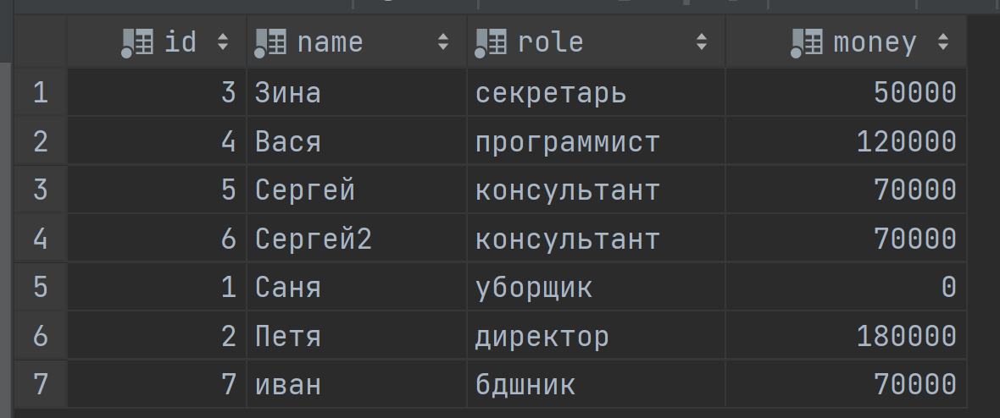 id name role money
1 3 Зина секретарь 50000
2 4 Вася программист 120000
3 5 Сергей консультант 70000
4 6 Сергей2 консультант 70000
5 1 Саня уборщик 0
6 2 Петя директор 180000
7 7 иван бдшник 70000